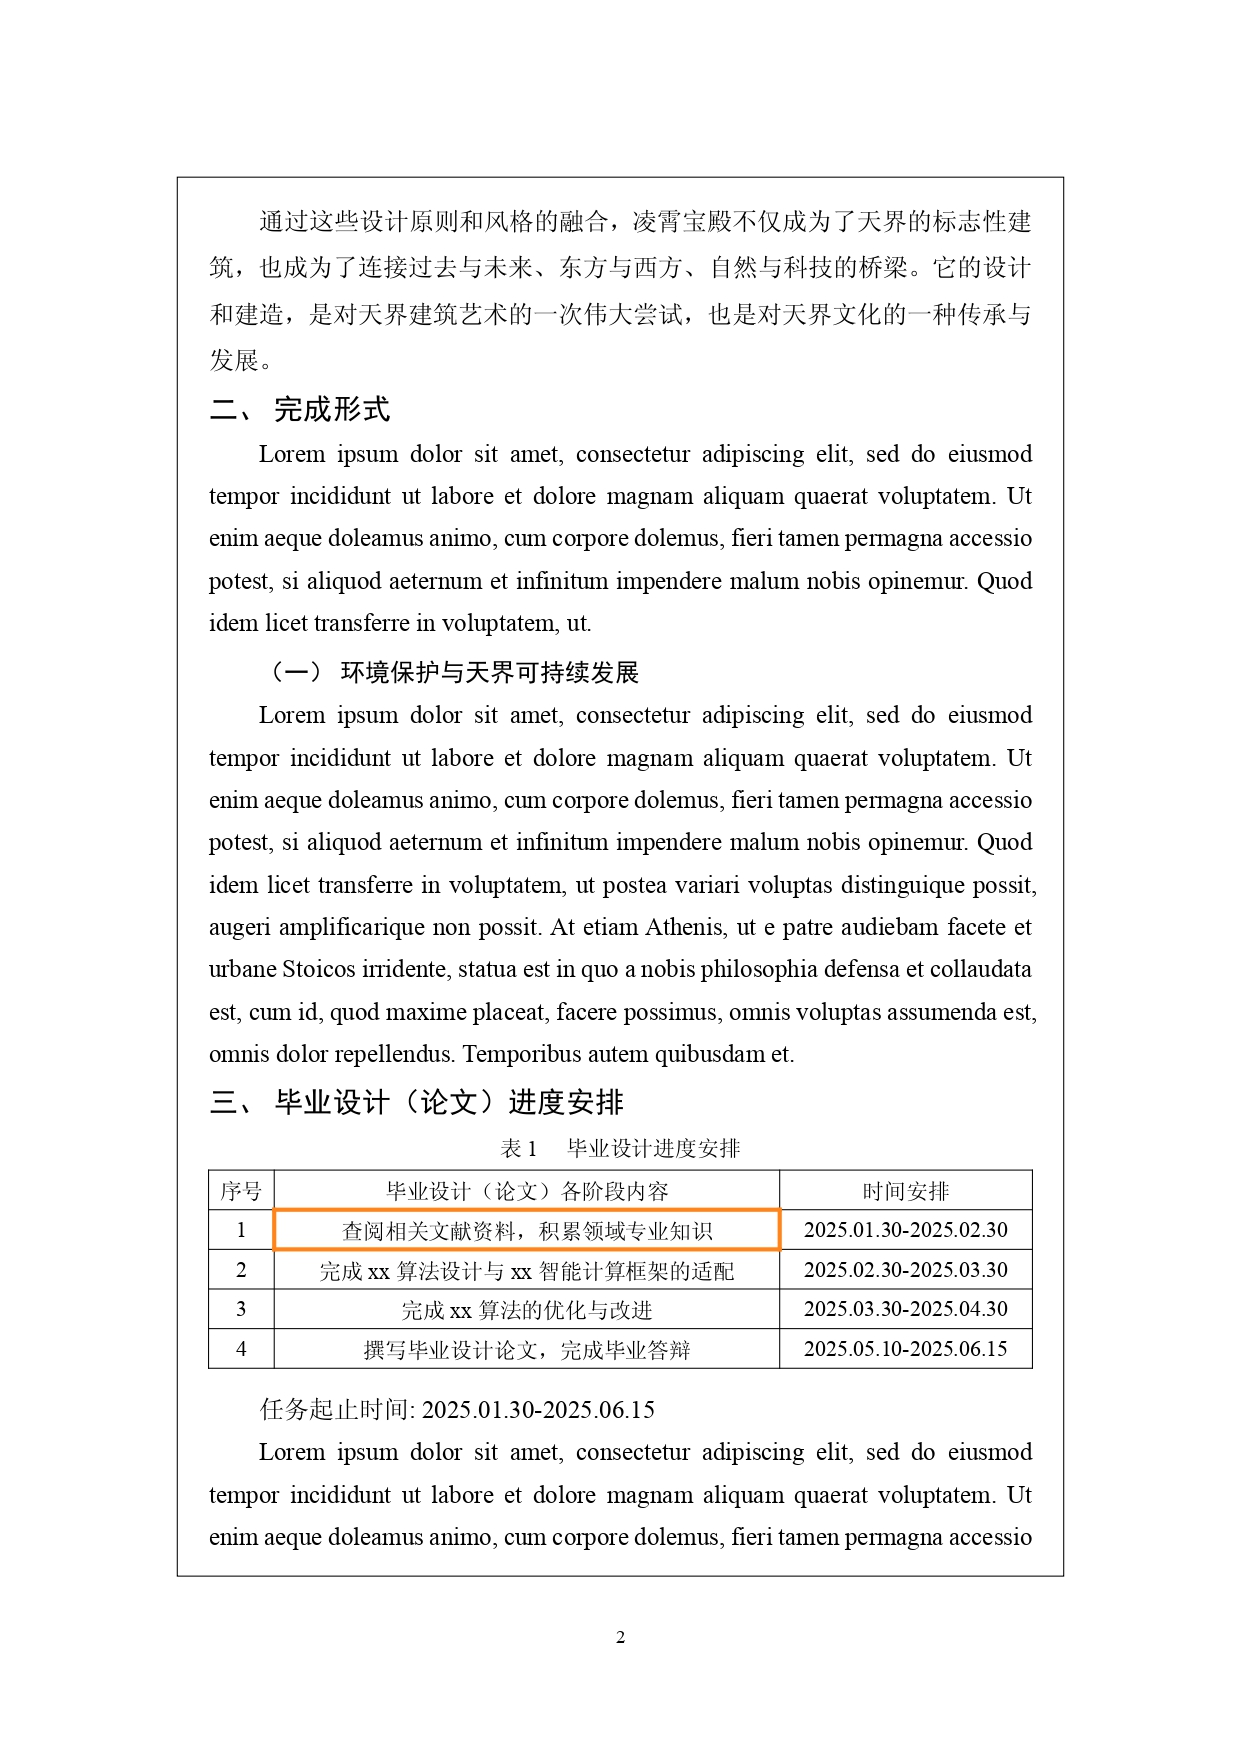 通过这些设计原则和风格的融合，凌霄宝殿不仅成为了天界的标志性建
筑，也成为了连接过去与未来、东方与西方、自然与科技的桥梁。它的设计
和建造，是对天界建筑艺术的一次伟大尝试，也是对天界文化的一种传承与
发展。
二、 完成形式
Lorem ipsum dolor sit amet, consectetur adipiscing elit, sed do eiusmod
tempor incididunt ut labore et dolore magnam aliquam quaerat voluptatem. Ut
enim aeque doleamus animo, cum corpore dolemus, fieri tamen permagna accessio
potest, si aliquod aeternum et infinitum impendere malum nobis opinemur. Quod
idem licet transferre in voluptatem, ut.
（一） 环境保护与天界可持续发展
Lorem ipsum dolor sit amet, consectetur adipiscing elit, sed do eiusmod
tempor incididunt ut labore et dolore magnam aliquam quaerat voluptatem. Ut
enim aeque doleamus animo, cum corpore dolemus, fieri tamen permagna accessio
potest, si aliquod aeternum et infinitum impendere malum nobis opinemur. Quod
idem licet transferre in voluptatem, ut postea variari voluptas distinguique possit,
augeri amplificarique non possit. At etiam Athenis, ut e patre audiebam facete et
urbane Stoicos irridente, statua est in quo a nobis philosophia defensa et collaudata
est, cum id, quod maxime placeat, facere possimus, omnis voluptas assumenda est,
omnis dolor repellendus. Temporibus autem quibusdam et.
三、 毕业设计（论文）进度安排
表 1 毕业设计进度安排
序号 毕业设计（论文）各阶段内容 时间安排
1 查阅相关文献资料，积累领域专业知识 2025.01.30-2025.02.30
2 完成 xx 算法设计与 xx 智能计算框架的适配 2025.02.30-2025.03.30
3 完成 xx 算法的优化与改进 2025.03.30-2025.04.30
4 撰写毕业设计论文，完成毕业答辩 2025.05.10-2025.06.15
任务起止时间: 2025.01.30-2025.06.15
Lorem ipsum dolor sit amet, consectetur adipiscing elit, sed do eiusmod
tempor incididunt ut labore et dolore magnam aliquam quaerat voluptatem. Ut
enim aeque doleamus animo, cum corpore dolemus, fieri tamen permagna accessio
2